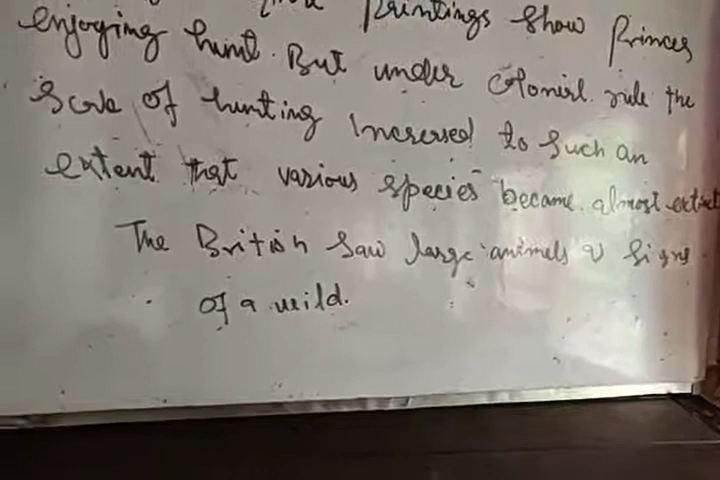 Paintings show Princes
enjoying hunt. But under colonial rule the
Scale of hunting Increased to such an
extent that various species became almost extinct
The British saw large animals as signs
of a wild.